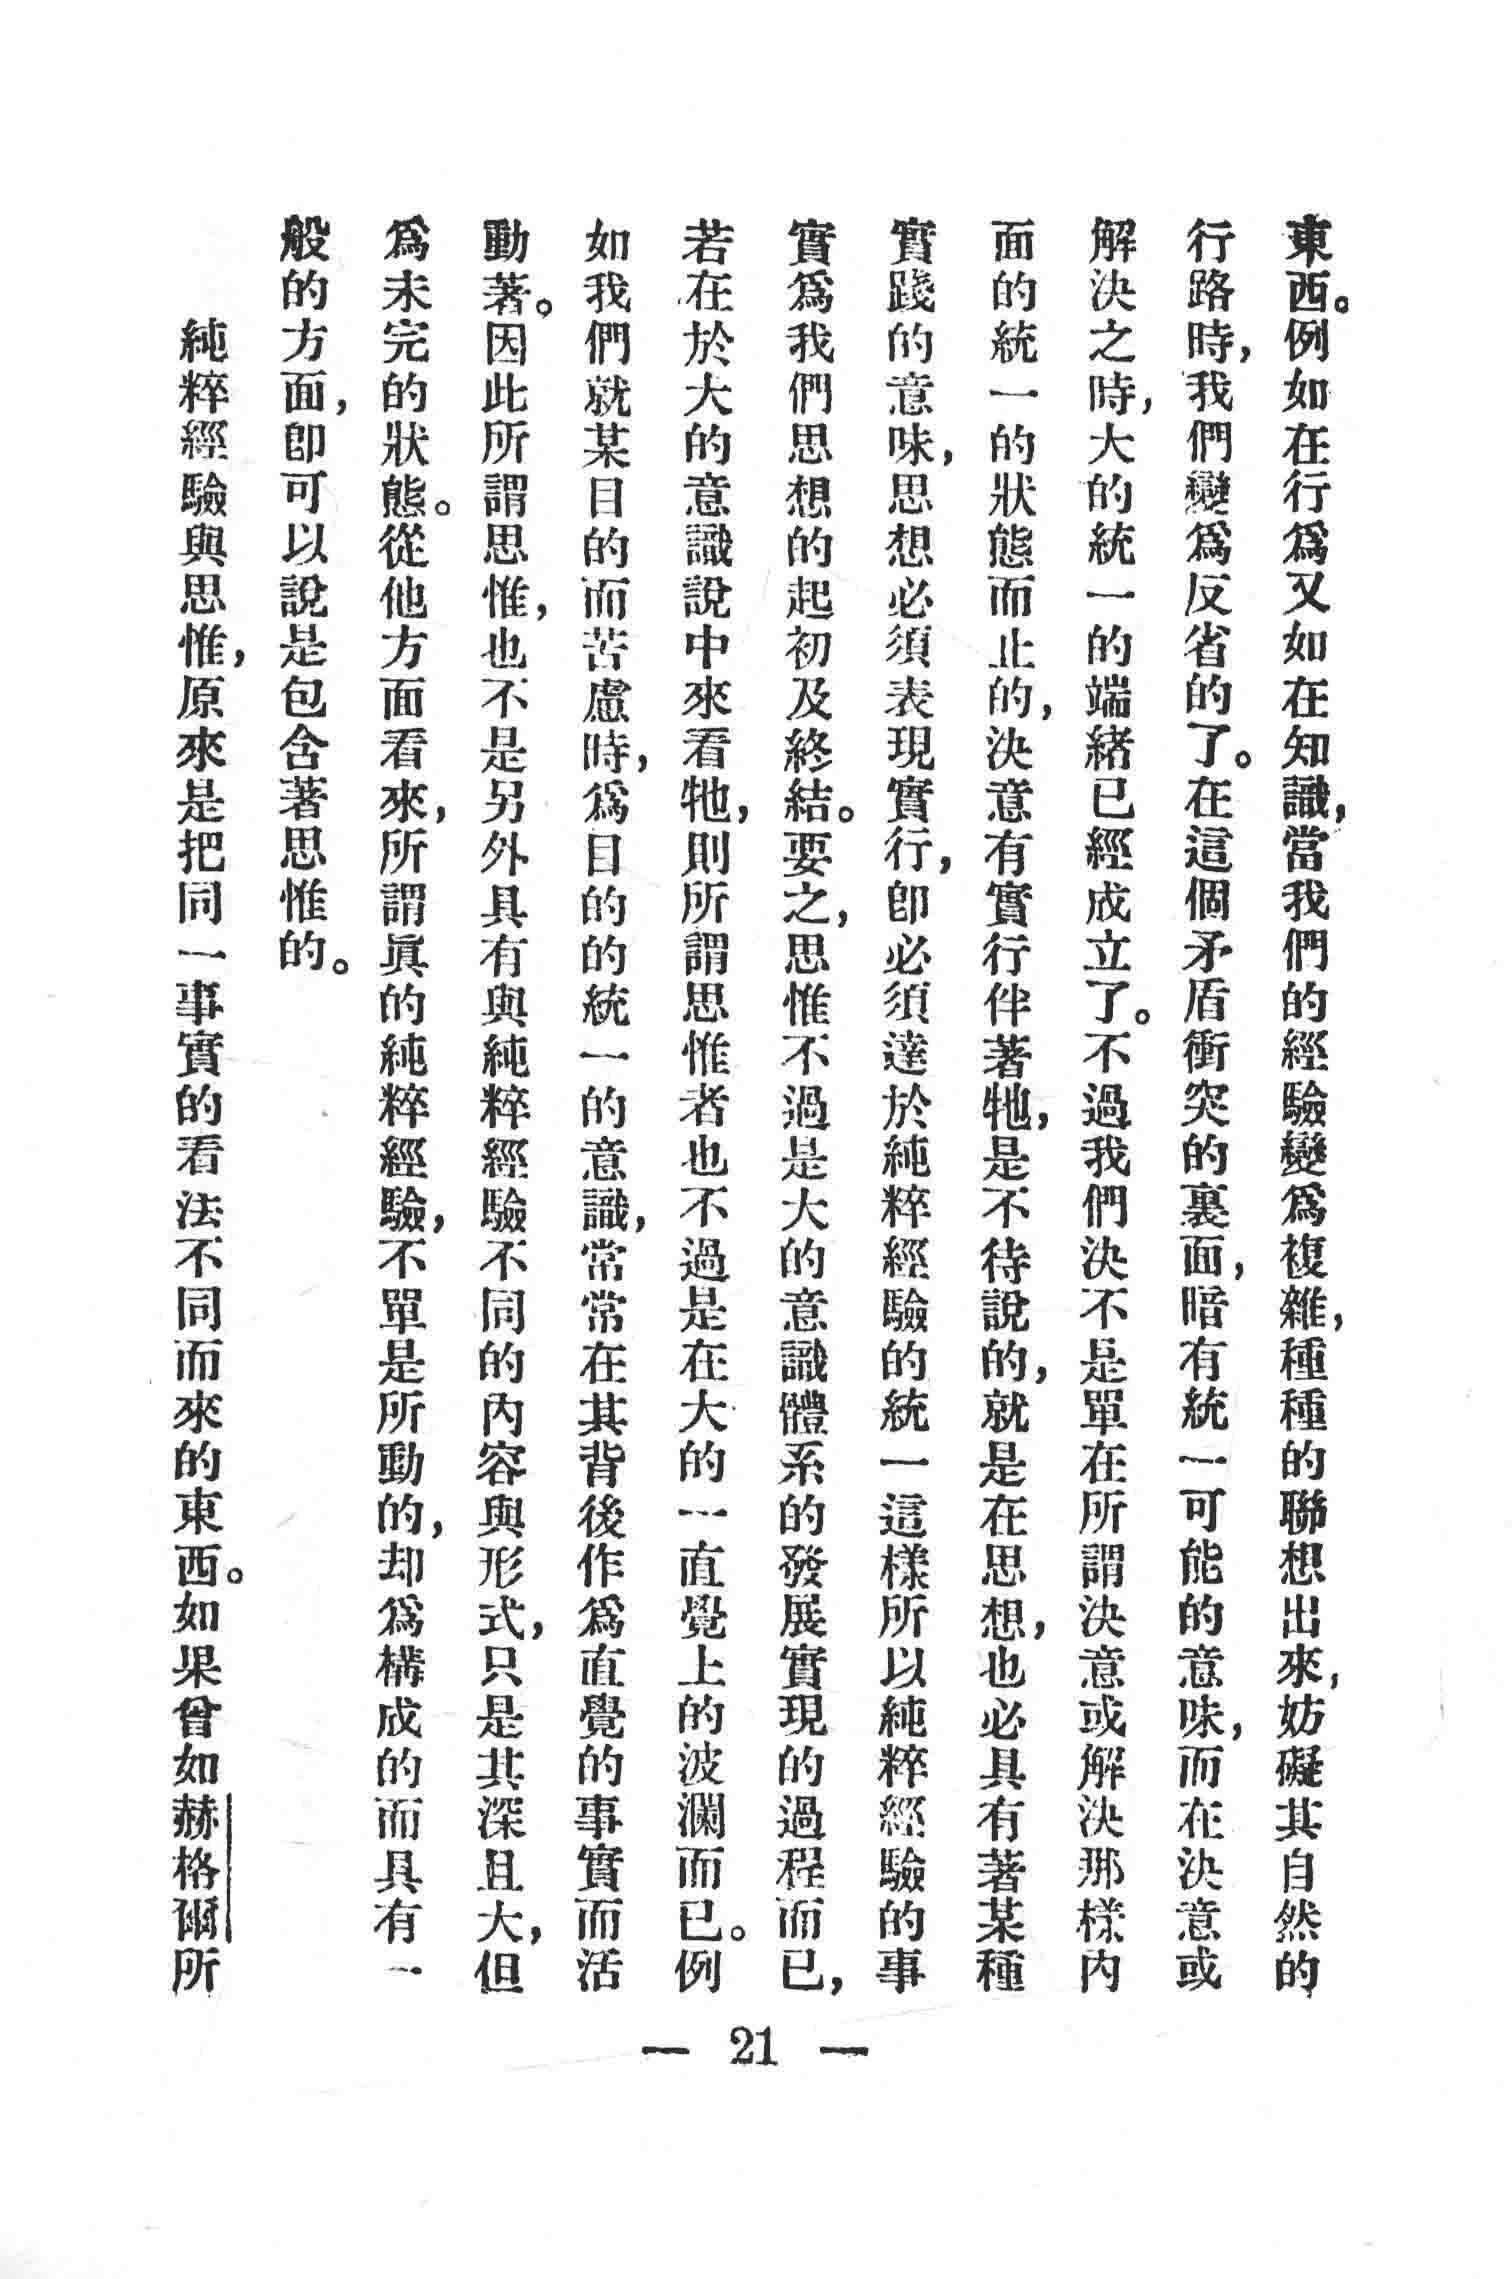 東西。例如在行爲又如在知識，當我們的經驗變爲複雜，種種的聯想出來，妨礙其自然的
行路時，我們變爲反省的了。在這個矛盾衝突的裏面，暗有統一可能的意味，而在決意或
解決之時，大的統一的端緒已經成立了。不過我們決不是單在所謂決意或解決那樣內
面的統一的狀態而止的，決意有實行伴著牠，是不待說的，就是在思想，也必具有著某種
實踐的意味，思想必須表現實行，卽必須達於純粹經驗的統一這樣所以純粹經驗的事
實爲我們思想的起初及終結。要之，思惟不過是大的意識體系的發展實現的過程而已，
若在於大的意識說中來看牠，則所謂思惟者也不過是在大的一直覺上的波瀾而已。例
如我們就某目的而苦慮時，爲目的的統一的意識，常常在其背後作爲直覺的事實而活
動著。因此所謂思惟，也不是另外具有與純粹經驗不同的內容與形式，只是其深且大，但
爲未完的狀態。從他方面看來，所謂眞的純粹經驗，不單是所動的，却爲構成的而具有一
般的方面，卽可以說是包含著思惟的。
純粹經驗與思惟，原來是把同一事實的看法不同而來的東西。如果曾如赫格爾所
— 21 —